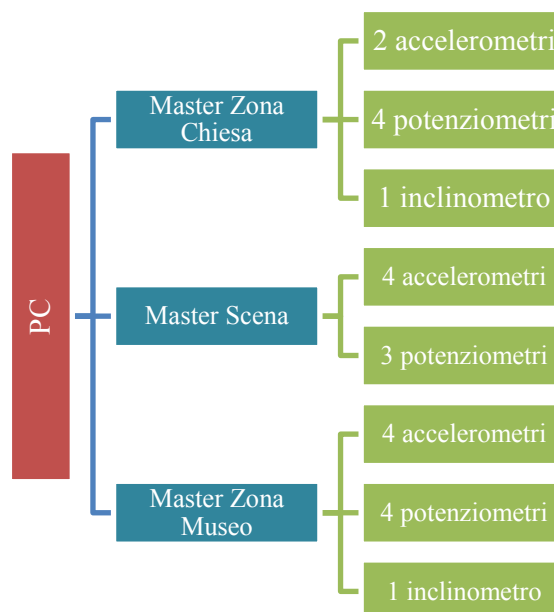 PC
Master Zona
Chiesa
2 accelerometri
4 potenziometri
1 inclinometro
Master Scena
4 accelerometri
3 potenziometri
Master Zona
Museo
4 accelerometri
4 potenziometri
1 inclinometro